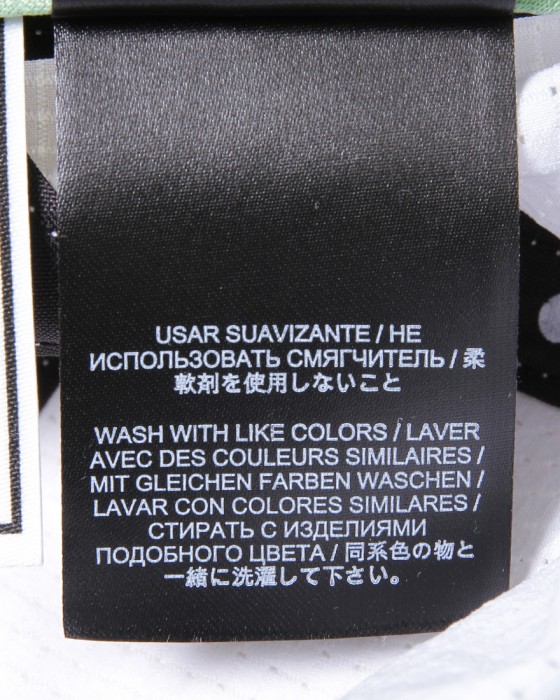 USAR SUAVIZANTE / НЕ
ИСПОЛЬЗОВАТЬ СМЯГЧИТЕЛЬ / 柔
軟剤を使用しないこと
WASH WITH LIKE COLORS / LAVER
AVEC DES COULEURS SIMILAIRES /
MIT GLEICHEN FARBEN WASCHEN /
LAVAR CON COLORES SIMILARES /
СТИРАТЬ С ИЗДЕЛИЯМИ
ПОДОБНОГО ЦВЕТА / 同系色の物と
一緒に洗濯して下さい。